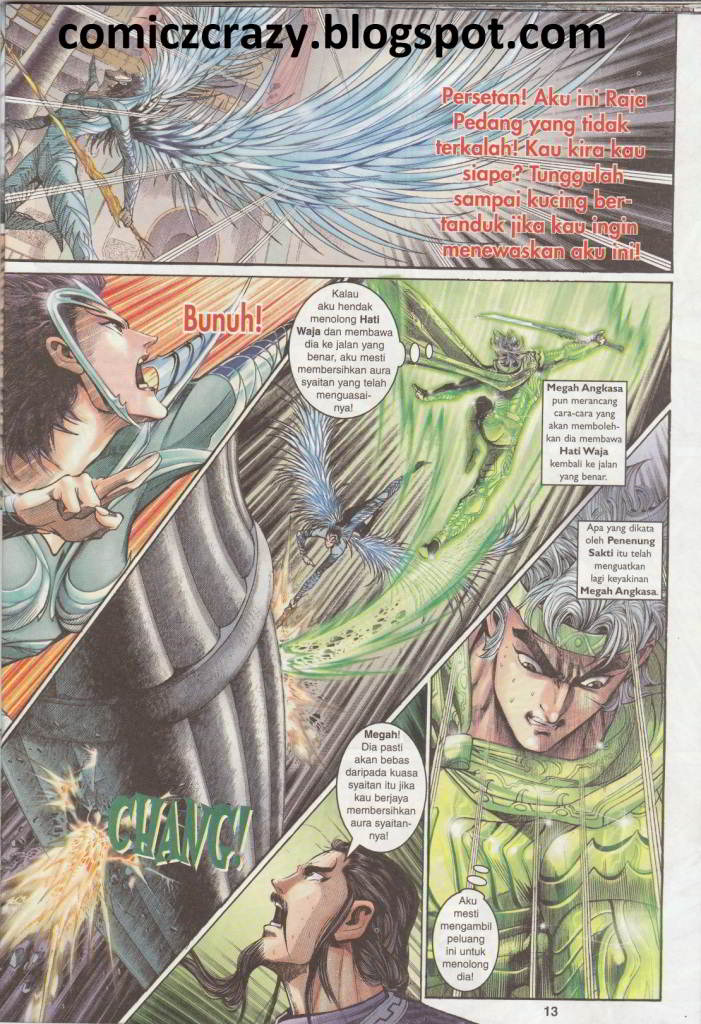 comiczcrazy.blogspot.com
Persetan! Aku ini Raja
Pedang yang tidak
terkalah! Kau kira kau
siapa? Tunggulah
sampai kucing ber-
tanduk jika kau ingin
menewaskan aku ini!
Bunuh!
Kalau
aku hendak
menolong Hati
Waja dan membawa
dia ke jalan yang
benar, aku mesti
membersihkan aura
syaitan yang telah
menguasai-
nya!
Megah Angkasa
pun merancang
cara-cara yang
akan memboleh-
kan dia membawa
Hati Waja
kembali ke jalan
yang benar.
Apa yang dikata
oleh Penenung
Sakti itu telah
menguatkan
lagi keyakinan
Megah Angkasa.
Megah!
Dia pasti
akan bebas
daripada kuasa
syaitan itu jika
kau berjaya
membersihkan
aura syaitan-
nya!
CHANG!
Aku
mesti
mengambil
peluang
ini untuk
menolong
dia!
13